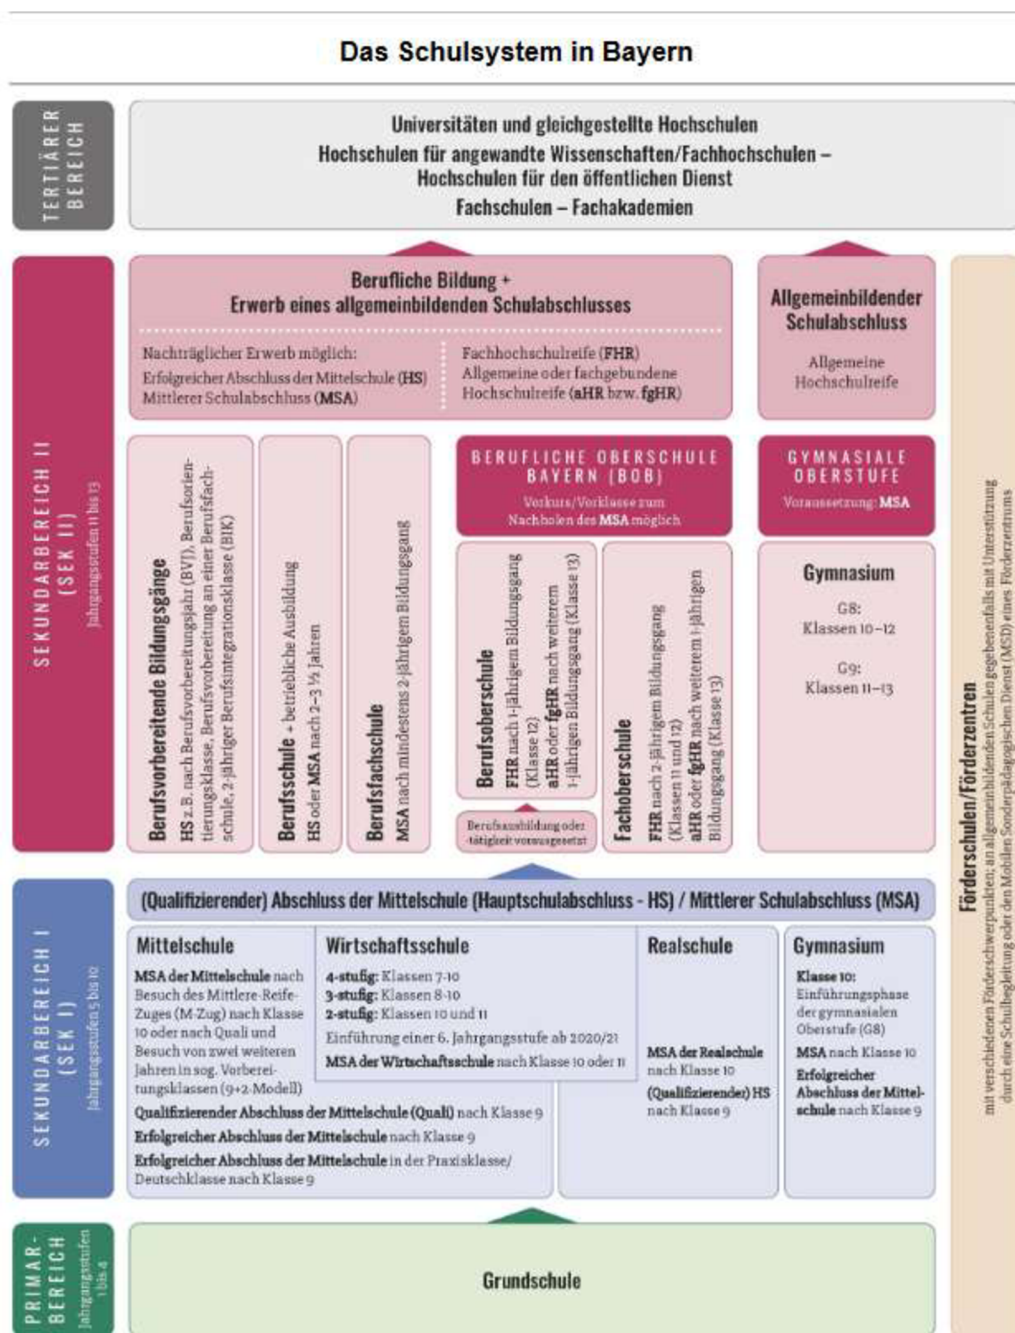 Das Schulsystem in Bayern
TERTIÄRER
BEREICH
Universitäten und gleichgestellte Hochschulen
Hochschulen für angewandte Wissenschaften/Fachhochschulen –
Hochschulen für den öffentlichen Dienst
Fachschulen – Fachakademien
SEKUNDARBEREICH II
(SEK II)
Jahrgangsstufen 11 bis 13
Berufliche Bildung +
Erwerb eines allgemeinbildenden Schulabschlusses
Nachträglicher Erwerb möglich:
Erfolgreicher Abschluss der Mittelschule (HS)
Mittlerer Schulabschluss (MSA)
Fachhochschulreife (FHR)
Allgemeine oder fachgebundene
Hochschulreife (aHR bzw. fgHR)
Allgemeinbildender
Schulabschluss
Allgemeine
Hochschulreife
Berufsvorbereitende Bildungsgänge
HS z.B. nach Berufsvorbereitungsjahr (BVJ), Berufsorien-
tierungsklasse, Berufsvorbereitung an einer Berufsfach-
schule, 2-jähriger Berufsintegrationsklasse (BIK)
Berufsschule + betriebliche Ausbildung
HS oder MSA nach 2–3 ½ Jahren
Berufsfachschule
MSA nach mindestens 2-jährigem Bildungsgang
BERUFLICHE OBERSCHULE
BAYERN (BOB)
Vorkurs/Vorklasse zum
Nachholen des MSA möglich
Berufsoberschule
FHR nach 1-jährigem Bildungsgang
(Klasse 12)
aHR oder fgHR nach weiterem
1-jährigen Bildungsgang (Klasse 13)
Berufsausbildung oder
-tätigkeit vorausgesetzt
Fachoberschule
FHR nach 2-jährigem Bildungsgang
(Klassen 11 und 12)
aHR oder fgHR nach weiterem 1-jährigen
Bildungsgang (Klasse 13)
GYMNASIALE
OBERSTUFE
Voraussetzung: MSA
Gymnasium
G8:
Klassen 10–12
G9:
Klassen 11–13
Förderschulen/Förderzentren
mit verschiedenen Förderschwerpunkten; an allgemeinbildenden Schulen gegebenenfalls mit Unterstützung
durch eine Schulbegleitung oder den Mobilen Sonderpädagogischen Dienst (MSD) eines Förderzentrums
SEKUNDARBEREICH I
(SEK I)
Jahrgangsstufen 5 bis 10
(Qualifizierender) Abschluss der Mittelschule (Hauptschulabschluss - HS) / Mittlerer Schulabschluss (MSA)
Mittelschule
MSA der Mittelschule nach
Besuch des Mittlere-Reife-
Zuges (M-Zug) nach Klasse
10 oder nach Quali und
Besuch von zwei weiteren
Jahren in sog. Vorberei-
tungsklassen (9+2-Modell)
Qualifizierender Abschluss der Mittelschule (Quali) nach Klasse 9
Erfolgreicher Abschluss der Mittelschule nach Klasse 9
Erfolgreicher Abschluss der Mittelschule in der Praxisklasse/
Deutschklasse nach Klasse 9
Wirtschaftsschule
4-stufig: Klassen 7-10
3-stufig: Klassen 8-10
2-stufig: Klassen 10 und 11
Einführung einer 6. Jahrgangsstufe ab 2020/21
MSA der Wirtschaftsschule nach Klasse 10 oder 11
Realschule
MSA der Realschule
nach Klasse 10
(Qualifizierender) HS
nach Klasse 9
Gymnasium
Klasse 10:
Einführungsphase
der gymnasialen
Oberstufe (G8)
MSA nach Klasse 10
Erfolgreicher
Abschluss der Mittel-
schule nach Klasse 9
PRIMAR-
BEREICH
Jahrgangsstufen
1 bis 4
Grundschule